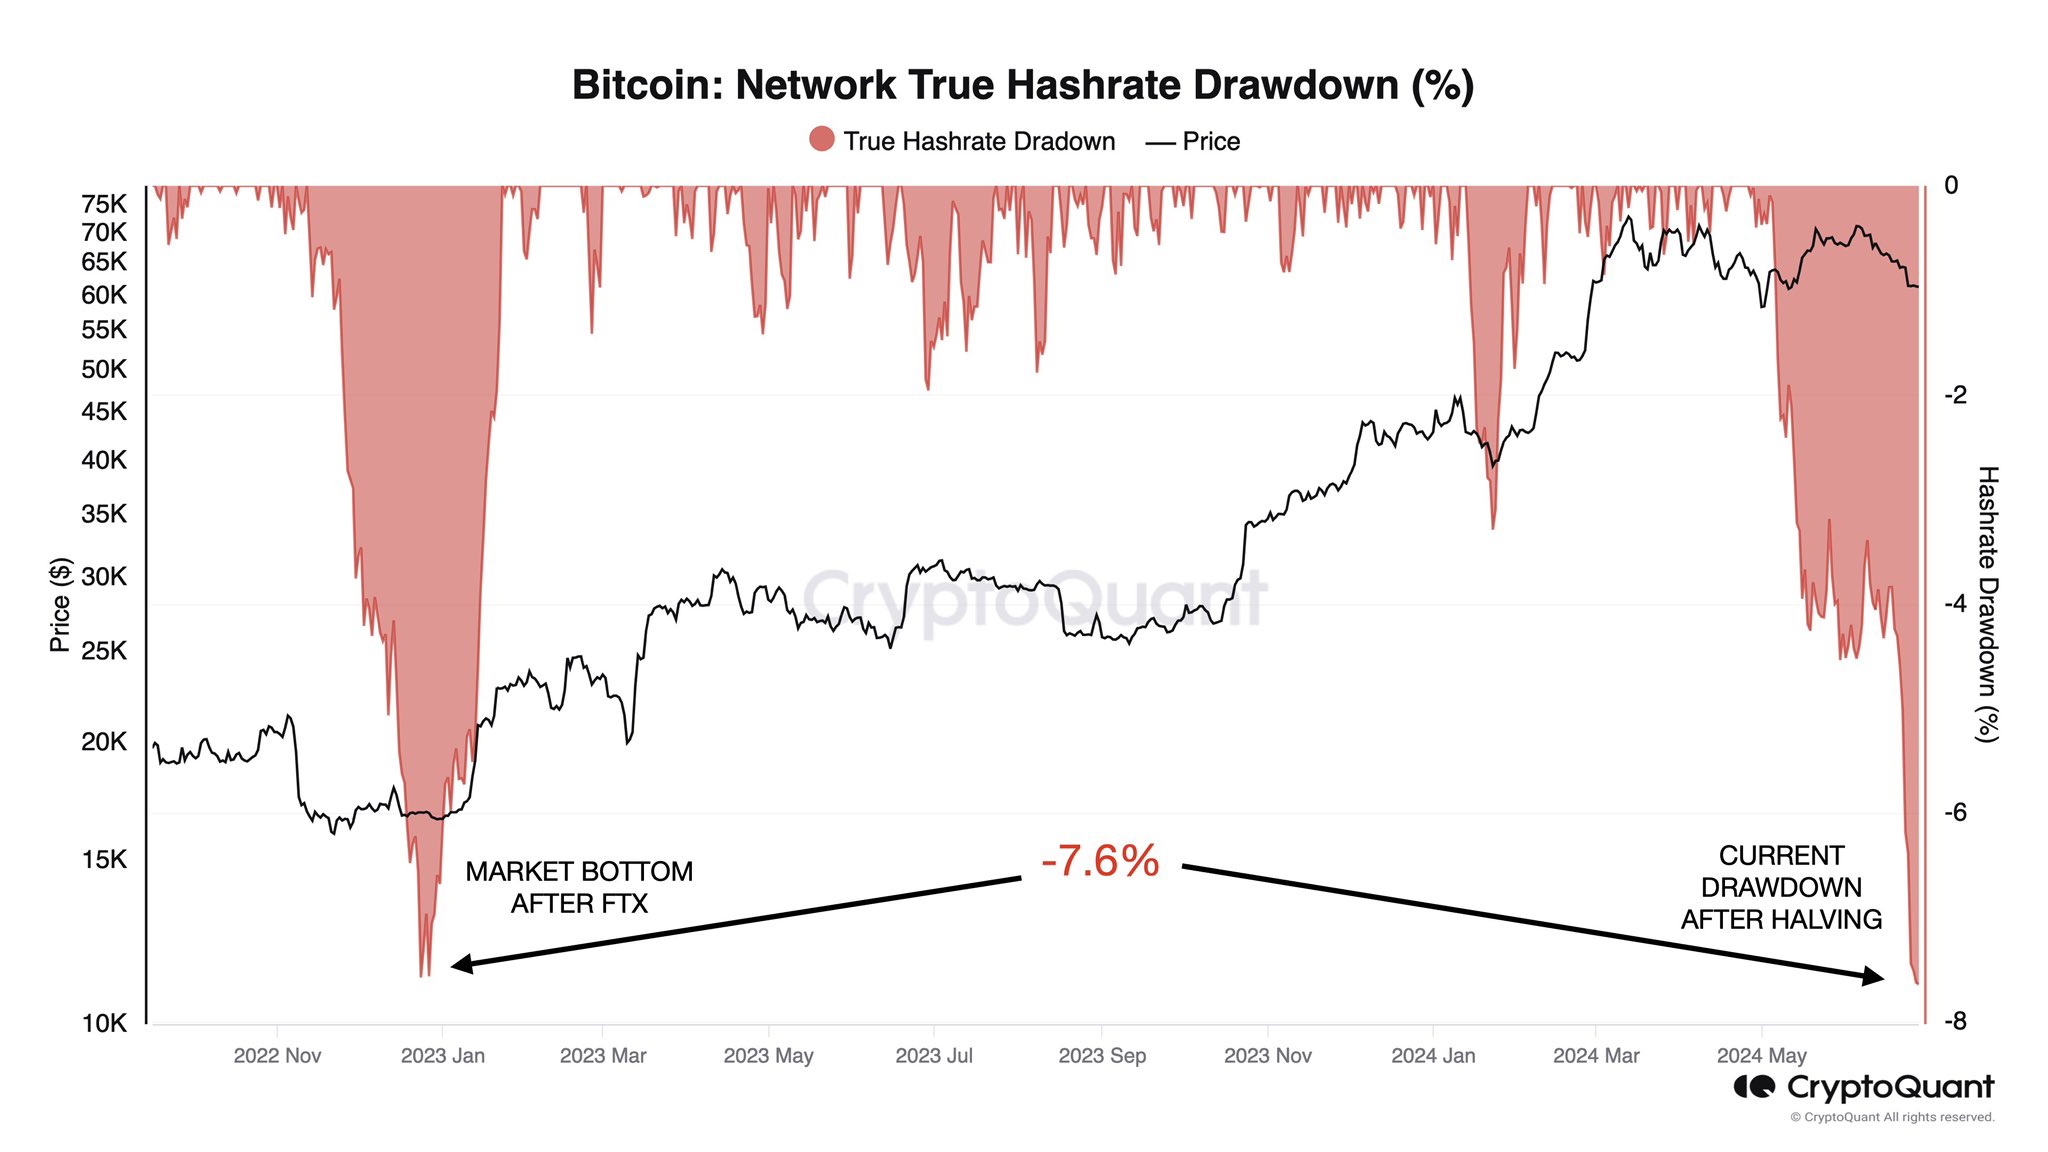 Bitcoin: Network True Hashrate Drawdown (%)
True Hashrate Dradown
Price
75K
70K
65K
60K
55K
50K
45K
40K
35K
30K
25K
20K
15K
10K
Price ($)
0
-2
-4
-6
-8
Hashrate Drawdown (%)
CryptoQuant
MARKET BOTTOM
AFTER FTX
-7.6%
CURRENT
DRAWDOWN
AFTER HALVING
2022 Nov
2023 Jan
2023 Mar
2023 May
2023 Jul
2023 Sep
2023 Nov
2024 Jan
2024 Mar
2024 May
CryptoQuant
© CryptoQuant All rights reserved.